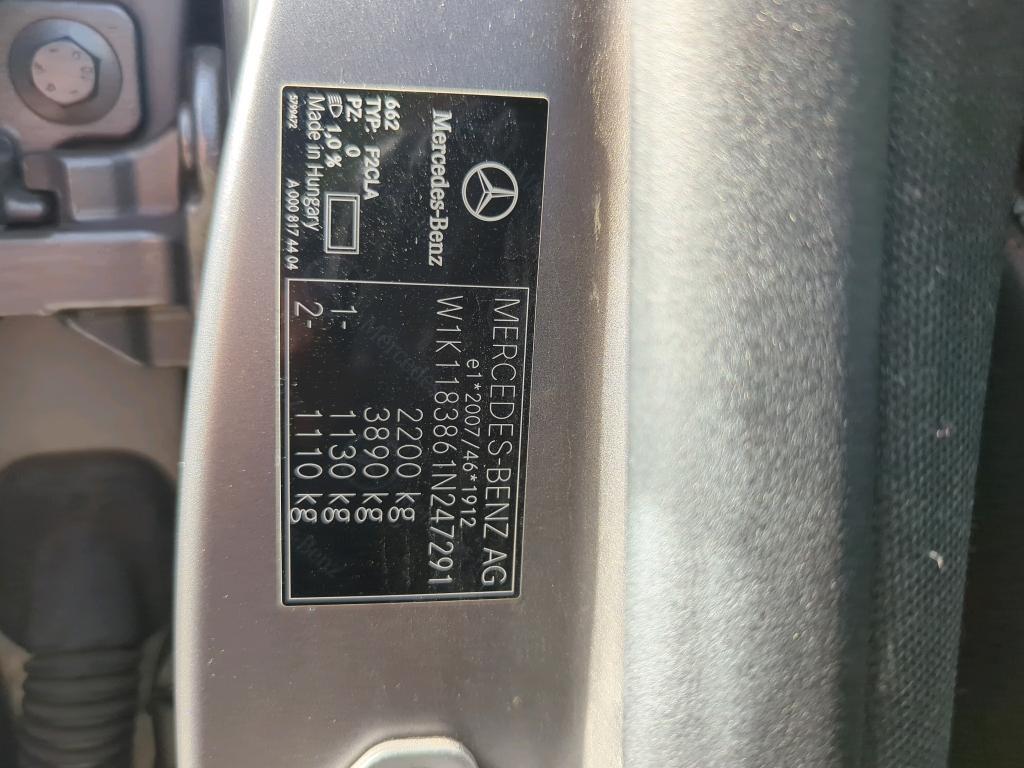 Mercedes-Benz
662
TYP: F2CLA
PZ: 0
1.0 %
Made in Hungary
A 000 817 44 04
MERCEDES-BENZ AG
e1*2007/46*1912
W1K1183861N247291
2200 kg
3890 kg
1- 1130 kg
2- 1110 kg